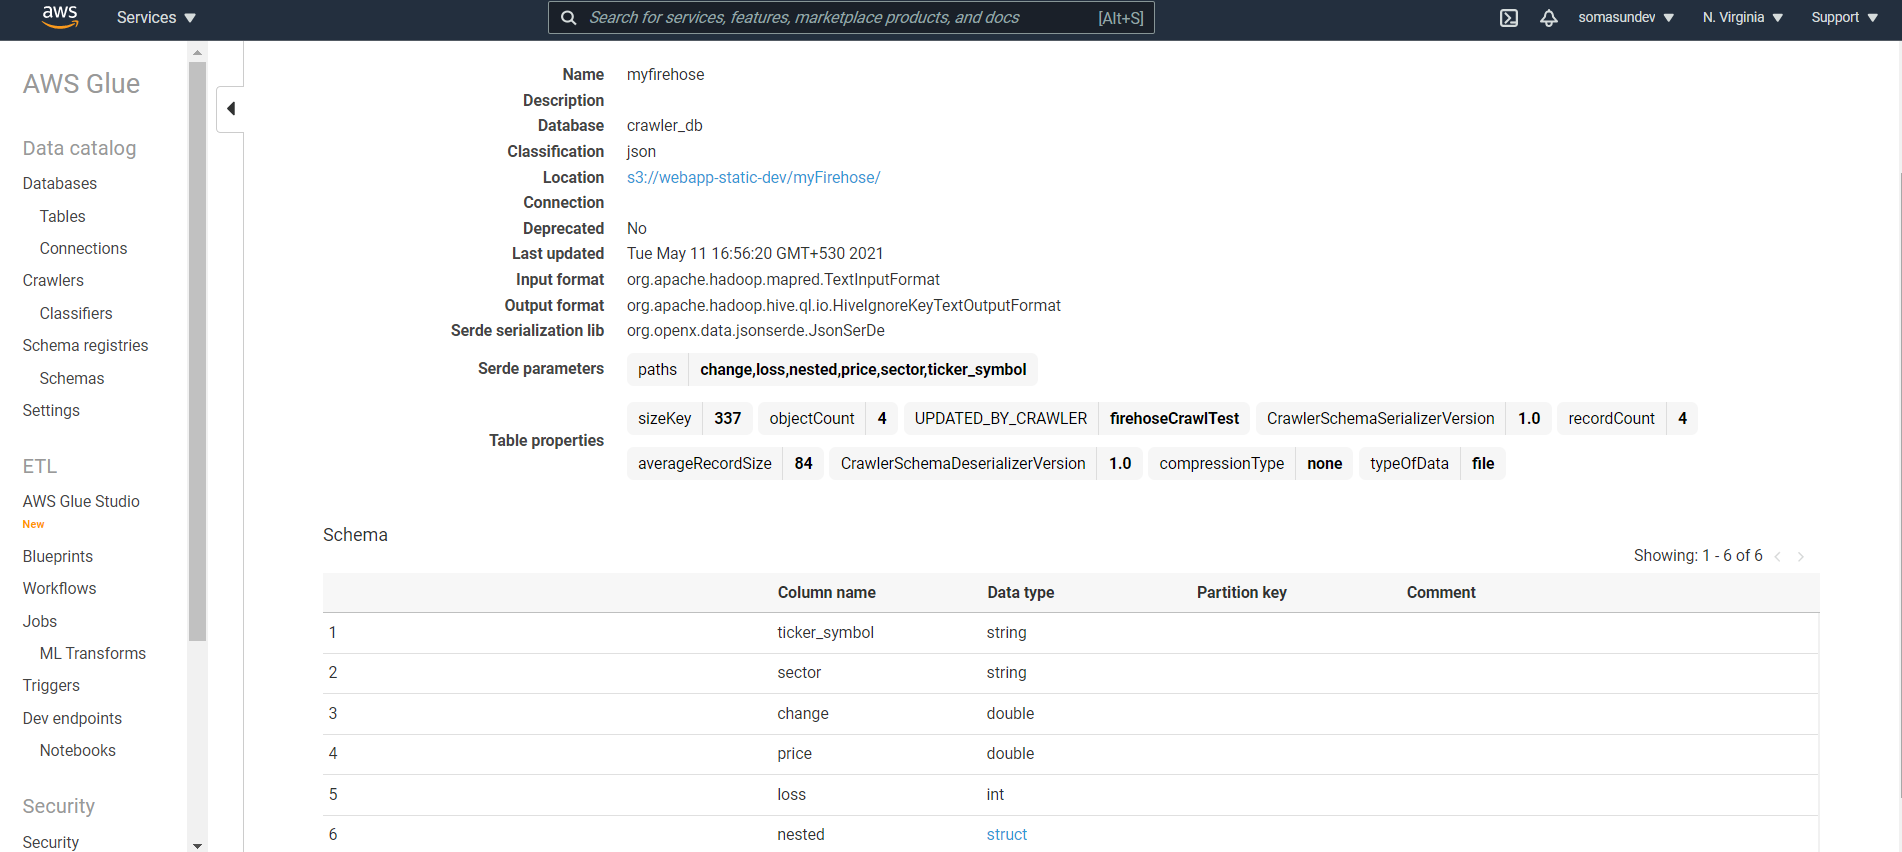 aws Services Search for services, features, marketplace products, and docs [Alt+S] somasundev N. Virginia Support
AWS Glue
Data catalog
Databases
Tables
Connections
Crawlers
Classifiers
Schema registries
Schemas
Settings
ETL
AWS Glue Studio
New
Blueprints
Workflows
Jobs
ML Transforms
Triggers
Dev endpoints
Notebooks
Security
Security
Name myfirehose
Description
Database crawler_db
Classification json
Location s3://webapp-static-dev/myFirehose/
Connection
Deprecated No
Last updated Tue May 11 16:56:20 GMT+530 2021
Input format org.apache.hadoop.mapred.TextInputFormat
Output format org.apache.hadoop.hive.ql.io.HiveIgnoreKeyTextOutputFormat
Serde serialization lib org.openx.data.jsonserde.JsonSerDe
Serde parameters paths change,loss,nested,price,sector,ticker_symbol
Table properties
sizeKey 337 objectCount 4 UPDATED_BY_CRAWLER firehoseCrawlTest CrawlerSchemaSerializerVersion 1.0 recordCount 4
averageRecordSize 84 CrawlerSchemaDeserializerVersion 1.0 compressionType none typeOfData file
Schema
Showing: 1 - 6 of 6 < >
Column name Data type Partition key Comment
1 ticker_symbol string
2 sector string
3 change double
4 price double
5 loss int
6 nested struct